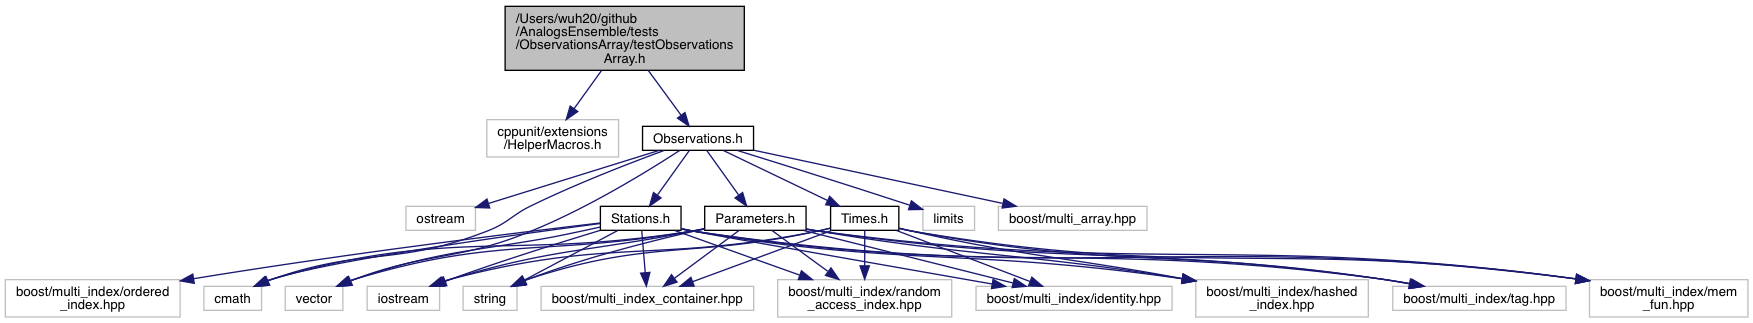 /Users/wuh20/github
/AnalogsEnsemble/tests
/ObservationsArray/testObservations
Array.h
cppunit/extensions
/HelperMacros.h
Observations.h
ostream
Stations.h
Parameters.h
Times.h
limits
boost/multi_array.hpp
boost/multi_index/ordered
_index.hpp
cmath
vector
iostream
string
boost/multi_index_container.hpp
boost/multi_index/random
_access_index.hpp
boost/multi_index/identity.hpp
boost/multi_index/hashed
_index.hpp
boost/multi_index/tag.hpp
boost/multi_index/mem
_fun.hpp